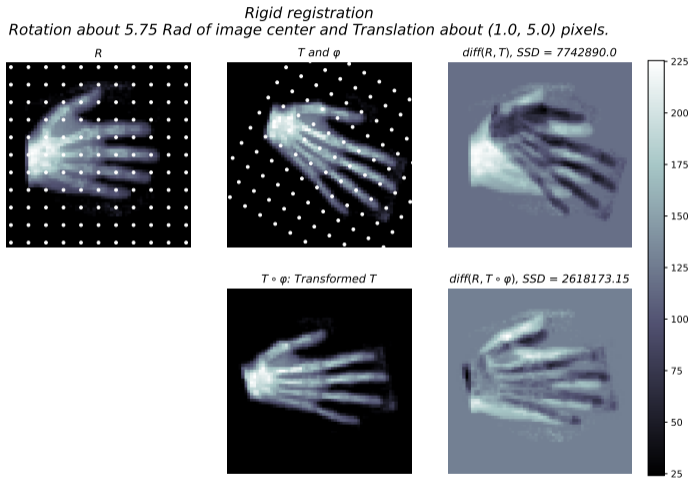 Rigid registration
Rotation about 5.75 Rad of image center and Translation about (1.0, 5.0) pixels.
R
T and φ
diff(R, T), SSD = 7742890.0
T ∘ φ: Transformed T
diff(R, T ∘ φ), SSD = 2618173.15
225
200
175
150
125
100
75
50
25